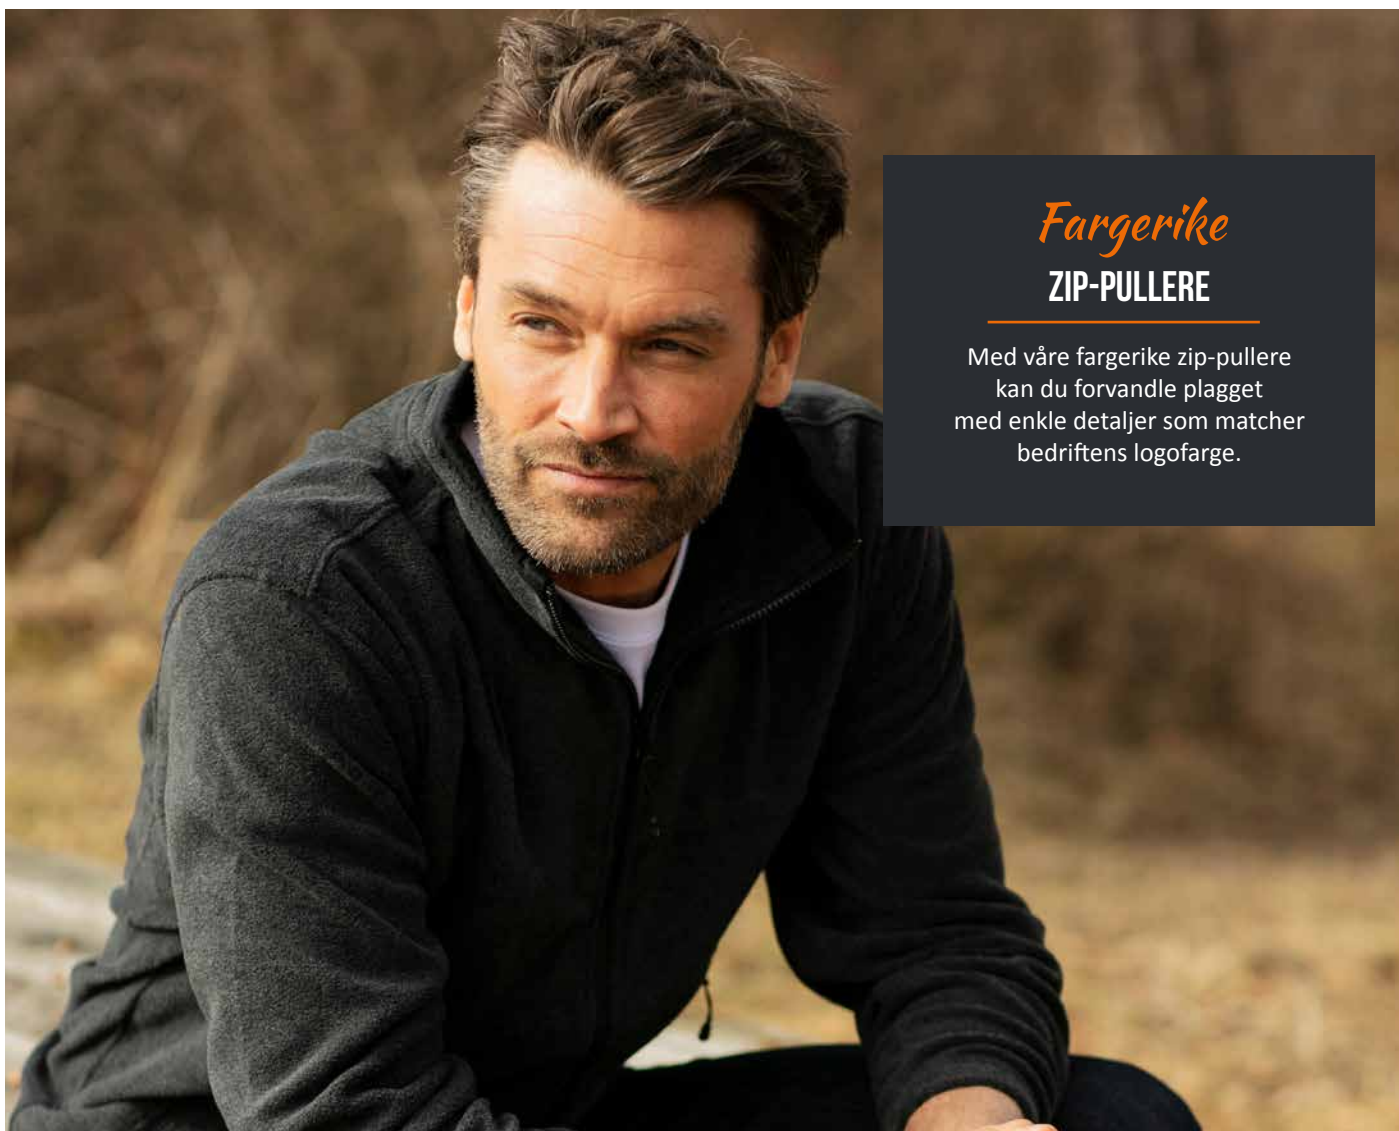 Fargerike
ZIP-PULLERE
Med våre fargerike zip-pullere
kan du forvandle plagget
med enkle detaljer som matcher
bedriftens logofarge.